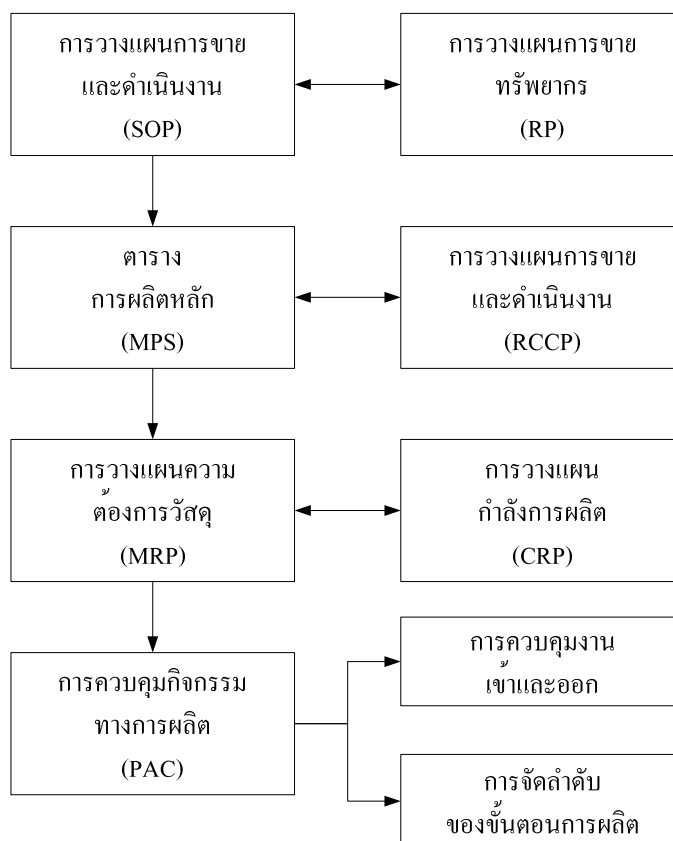 การวางแผนการขาย
และดำเนินงาน
(SOP)
การวางแผนการขาย
ทรัพยากร
(RP)
ตาราง
การผลิตหลัก
(MPS)
การวางแผนการขาย
และดำเนินงาน
(RCCP)
การวางแผนความ
ต้องการวัสดุ
(MRP)
การวางแผน
กำลังการผลิต
(CRP)
การควบคุมกิจกรรม
ทางการผลิต
(PAC)
การควบคุมงาน
เข้าและออก
การจัดลำดับ
ของขั้นตอนการผลิต